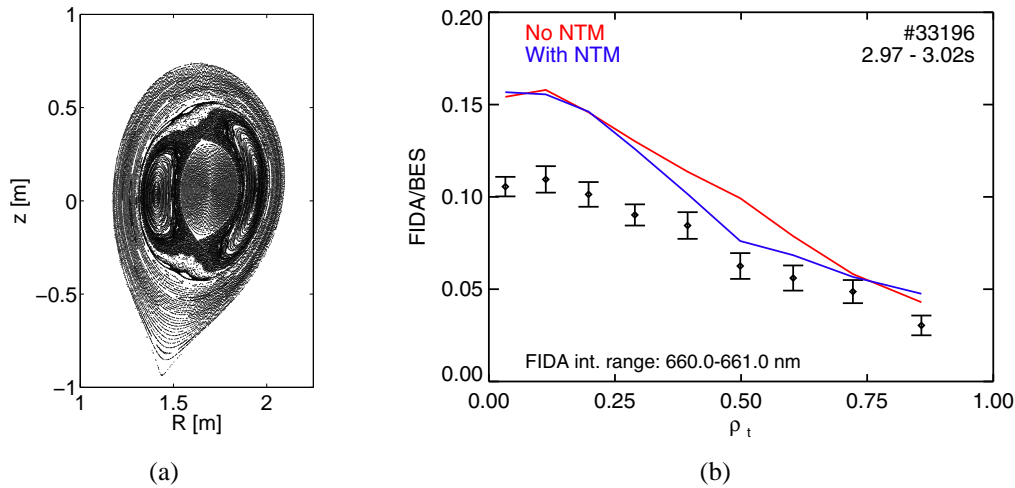 1
0.5
0
−0.5
−1
z [m]
1
1.5
2
R [m]
(a)
0.20
0.15
0.10
0.05
0.00
FIDA/BES
No NTM
With NTM
#33196
2.97 - 3.02s
FIDA int. range: 660.0-661.0 nm
0.00
0.25
0.50
0.75
1.00
ρ t
(b)